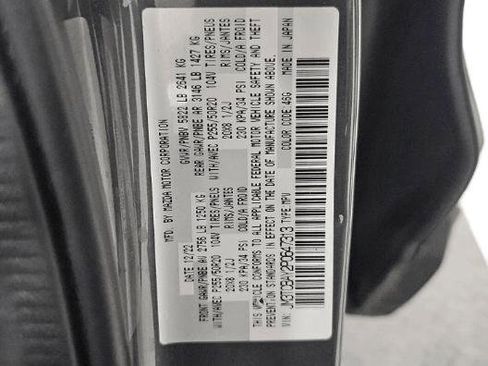 MFD BY MAZDA MOTOR CORPORATION
DATE: 12/22 GVWR/PNBV 5822 LB 2641 KG
FRONT GAWR/PNBE AV 2756 LB 1250 KG REAR GAWR/PNBE AR 3146 LB 1427 KG
WITH/AVEC P255/50R20 104V TIRES/PNEUS WITH/AVEC P255/50R20 104V TIRES/PNEUS
20X8 1/2J RIMS/JANTES 20X8 1/2J RIMS/JANTES
230 KPA/34 PSI COLD/A FROID 230 KPA/34 PSI COLD/A FROID
THIS VEHICLE CONFORMS TO ALL APPLICABLE FEDERAL MOTOR VEHICLE SAFETY AND THEFT
PREVENTION STANDARDS IN EFFECT ON THE DATE OF MANUFACTURE SHOWN ABOVE.
MADE IN JAPAN
VIN: TYPE: MPV COLOR CODE: 46G